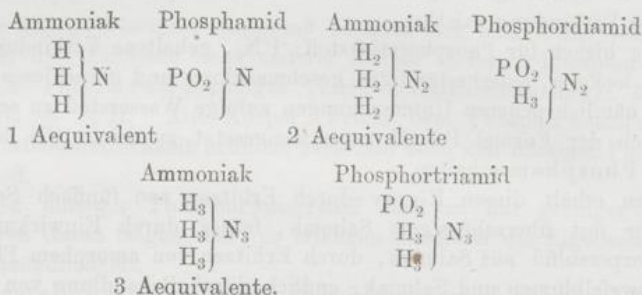 Ammoniak Phosphamid Ammoniak Phosphordiamid
H
H } N
H
PO₂ } N
H₂
H₂ } N₂
H₂
PO₂
H₃ } N₂
1 Aequivalent 2 Aequivalente
Ammoniak Phosphortriamid
H₃
H₃ } N₃
H₃
PO₂
H₃ } N₃
H₃
3 Aequivalente.